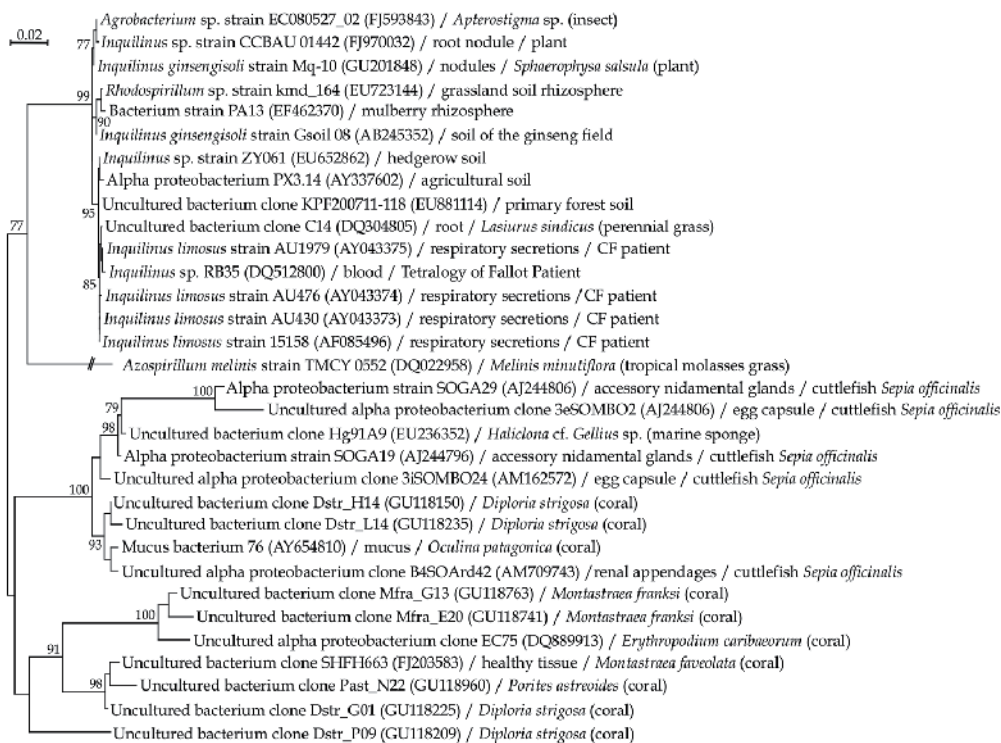 Agrobacterium sp. strain EC080527_02 (FJ593843) / Apterostigma sp. (insect)
0.02
77
Inquilinus sp. strain CCBAU 01442 (FJ970032) / root nodule / plant
Inquilinus ginsengisoli strain Mq-10 (GU201848) / nodules / Sphaerophysa salsula (plant)
99
Rhodospirillum sp. strain kmd_164 (EU723144) / grassland soil rhizosphere
Bacterium strain PA13 (EF462370) / mulberry rhizosphere
90
Inquilinus ginsengisoli strain Gsoil 08 (AB245352) / soil of the ginseng field
Inquilinus sp. strain ZY061 (EU652862) / hedgerow soil
Alpha proteobacterium PX3.14 (AY337602) / agricultural soil
Uncultured bacterium clone KPF200711-118 (EU881114) / primary forest soil
95
77
Uncultured bacterium clone C14 (DQ304805) / root / Lasiurus sindicus (perennial grass)
Inquilinus limosus strain AU1979 (AY043375) / respiratory secretions / CF patient
Inquilinus sp. RB35 (DQ512800) / blood / Tetralogy of Fallot Patient
85
Inquilinus limosus strain AU476 (AY043374) / respiratory secretions /CF patient
Inquilinus limosus strain AU430 (AY043373) / respiratory secretions / CF patient
Inquilinus limosus strain 15158 (AF085496) / respiratory secretions / CF patient
Azospirillum melinis strain TMCY 0552 (DQ022958) / Melinis minutiflora (tropical molasses grass)
100
Alpha proteobacterium strain SOGA29 (AJ244806) / accessory nidamental glands / cuttlefish Sepia officinalis
79
Uncultured alpha proteobacterium clone 3eSOMBO2 (AJ244806) / egg capsule / cuttlefish Sepia officinalis
98
Uncultured bacterium clone Hg91A9 (EU236352) / Haliclona cf. Gellius sp. (marine sponge)
Alpha proteobacterium strain SOGA19 (AJ244796) / accessory nidamental glands / cuttlefish Sepia officinalis
Uncultured alpha proteobacterium clone 3iSOMBO24 (AM162572) / egg capsule / cuttlefish Sepia officinalis
100
Uncultured bacterium clone Dstr_H14 (GU118150) / Diploria strigosa (coral)
Uncultured bacterium clone Dstr_L14 (GU118235) / Diploria strigosa (coral)
93
Mucus bacterium 76 (AY654810) / mucus / Oculina patagonica (coral)
Uncultured alpha proteobacterium clone B4SOArd42 (AM709743) /renal appendages / cuttlefish Sepia officinalis
Uncultured bacterium clone Mfra_G13 (GU118763) / Montastraea franksi (coral)
100
Uncultured bacterium clone Mfra_E20 (GU118741) / Montastraea franksi (coral)
Uncultured alpha proteobacterium clone EC75 (DQ889913) / Erythropodium caribaeorum (coral)
91
Uncultured bacterium clone SHFH663 (FJ203583) / healthy tissue / Montastraea faveolata (coral)
98
Uncultured bacterium clone Past_N22 (GU118960) / Porites astreoides (coral)
Uncultured bacterium clone Dstr_G01 (GU118225) / Diploria strigosa (coral)
Uncultured bacterium clone Dstr_P09 (GU118209) / Diploria strigosa (coral)